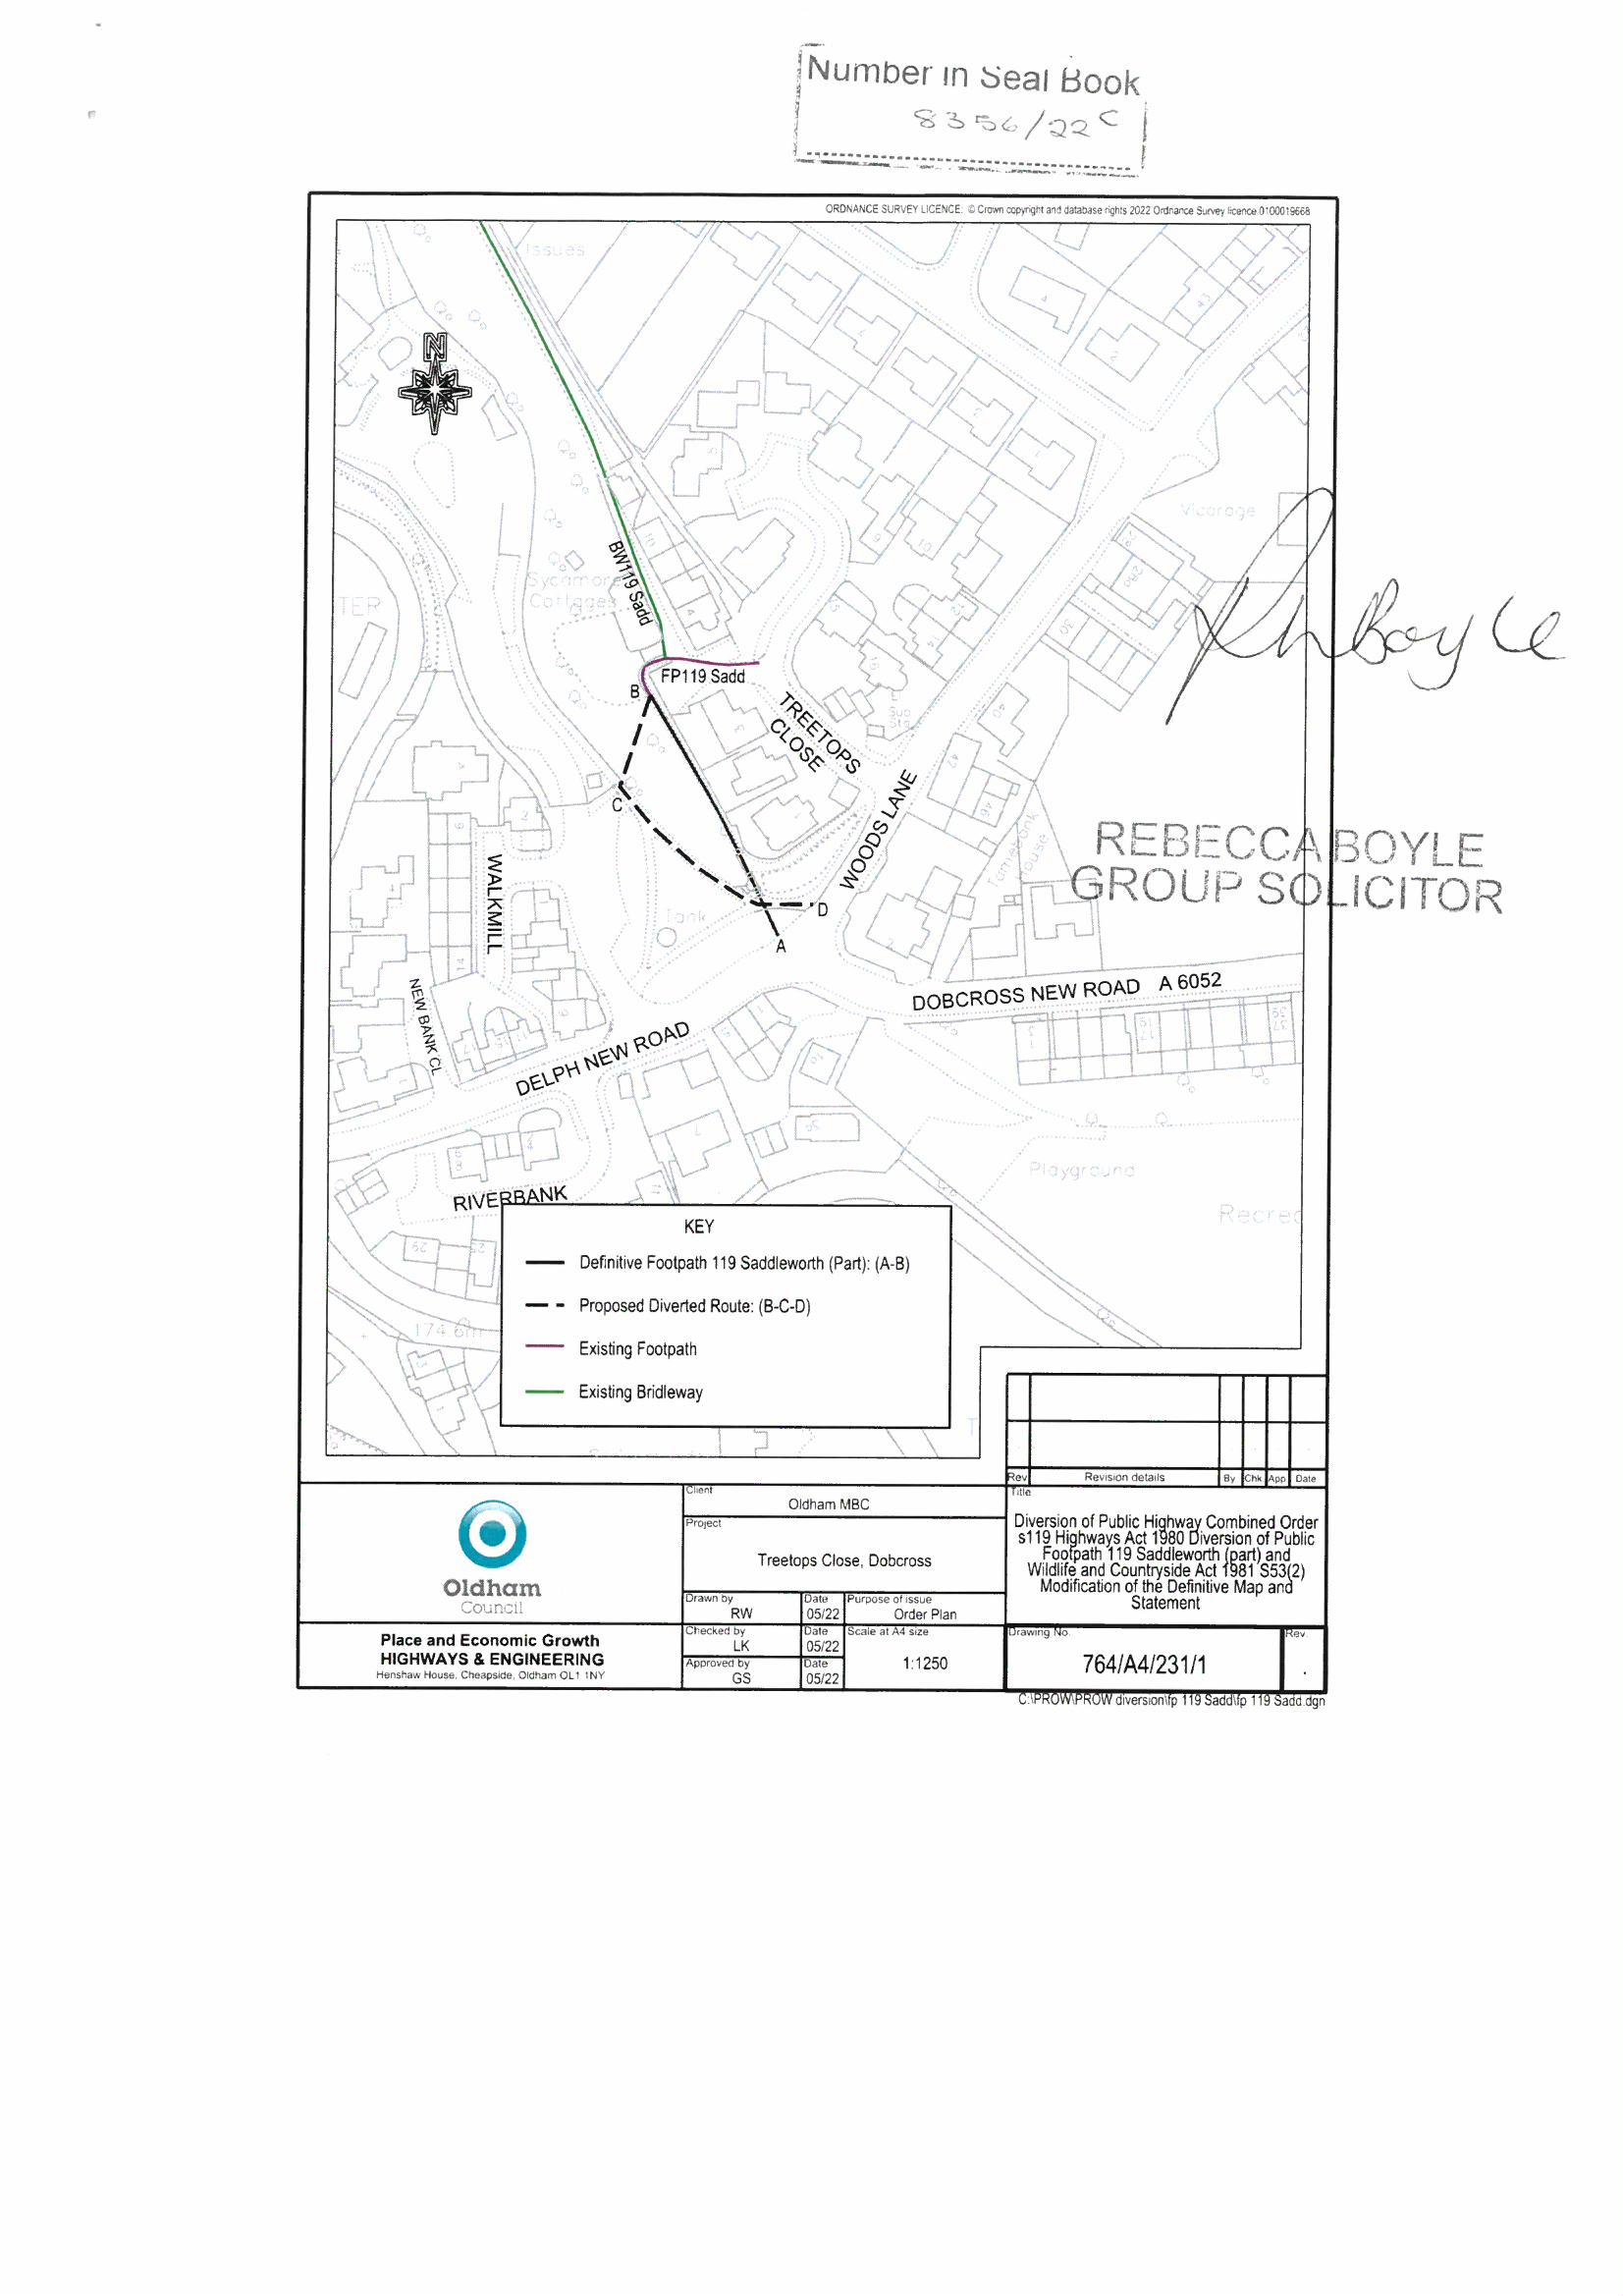 Number in Seal Book
8356/22 c
ORDNANCE SURVEY LICENCE: © Crown copyright and database rights 2022 Ordnance Survey licence 0100019668
Issues
N
Vicarage
BW119 Sadd
Sycamore
Cottages
TER
FP119 Sadd
B
TREETOPS
CLOSE
Sub
Sta
C
WOODS LANE
House
REBECCA BOYLE
GROUP SOLICITOR
WALKMILL
Tank
D
A
NEW BANK CL
DOBCROSS NEW ROAD A 6052
DELPH NEW ROAD
Playground
RIVERBANK
Recrec
KEY
Definitive Footpath 119 Saddleworth (Part): (A-B)
Proposed Diverted Route: (B-C-D)
Existing Footpath
Existing Bridleway
174.6m
Rev
Revision details
By
Chk
App
Date
Client
Oldham MBC
Project
Treetops Close, Dobcross
Title
Diversion of Public Highway Combined Order
s119 Highways Act 1980 Diversion of Public
Footpath 119 Saddleworth (part) and
Wildlife and Countryside Act 1981 S53(2)
Modification of the Definitive Map and
Statement
Oldham
Council
Drawn by
RW
Date
05/22
Purpose of issue
Order Plan
Place and Economic Growth
HIGHWAYS & ENGINEERING
Henshaw House, Cheapside, Oldham OL1 1NY
Checked by
LK
Date
05/22
Scale at A4 size
1:1250
Approved by
GS
Date
05/22
Drawing No.
764/A4/231/1
Rev.
.
C:\PROW\PROW diversion\fp 119 Sadd\fp 119 Sadd.dgn